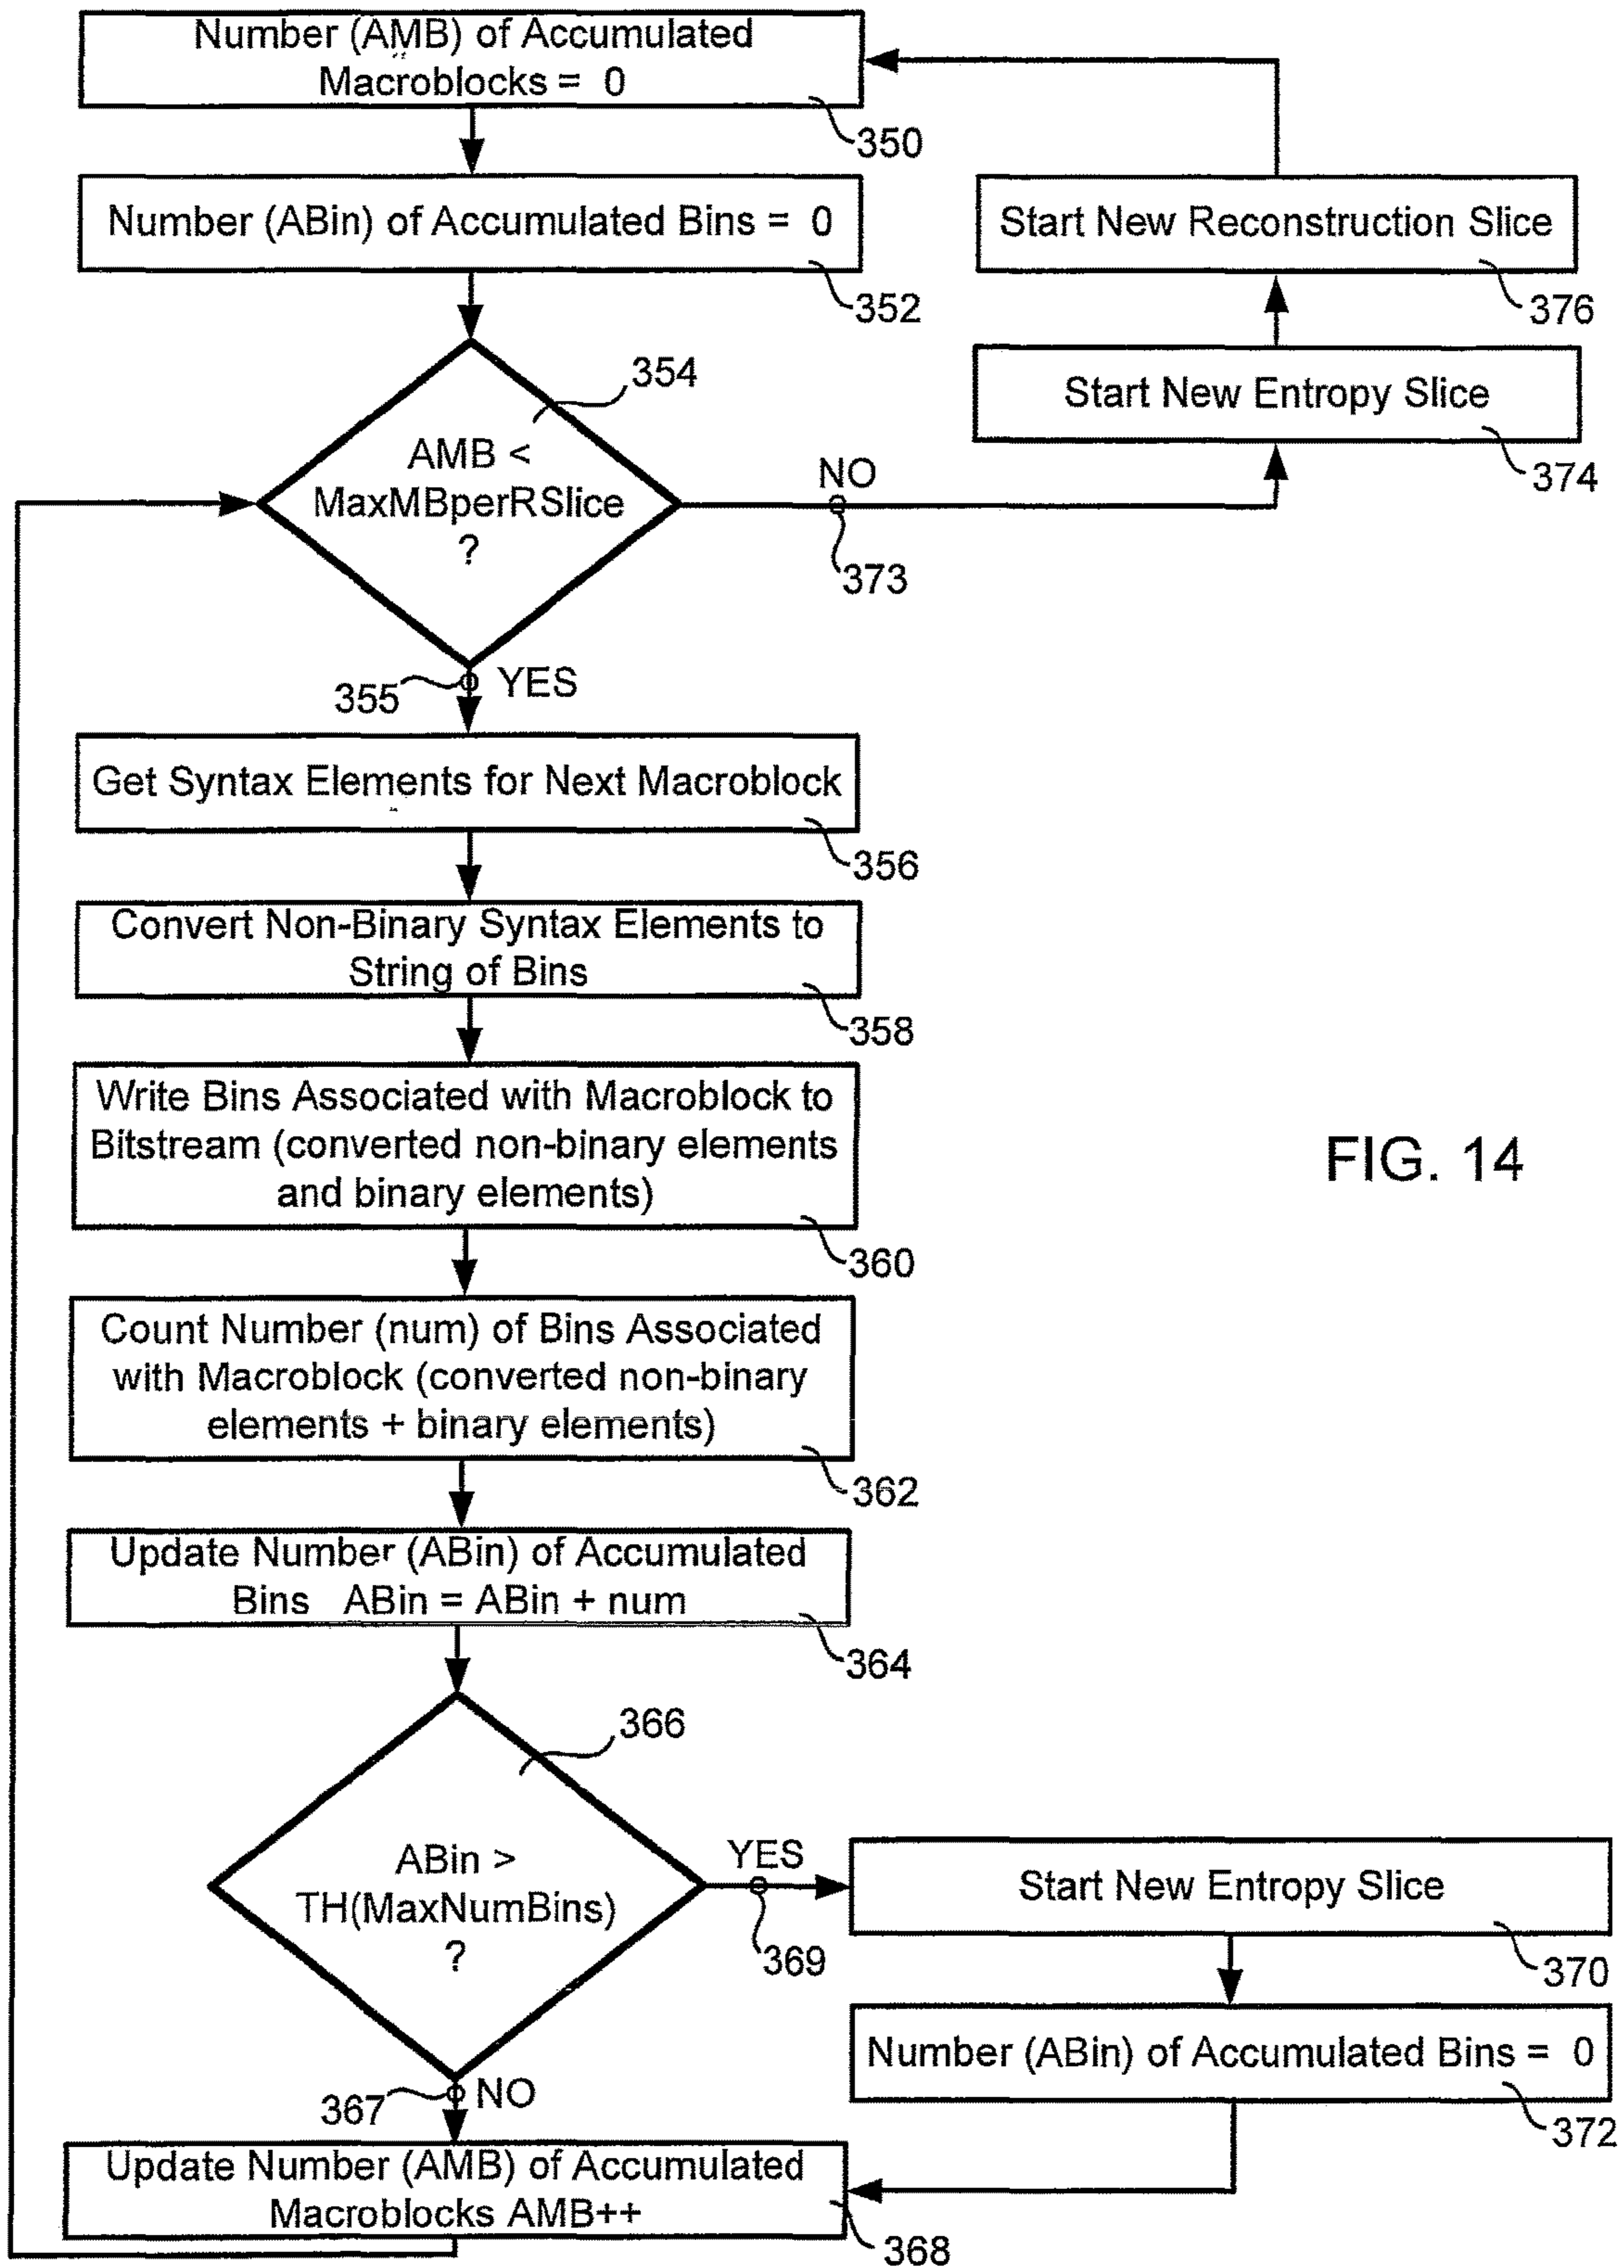 Number (AMB) of Accumulated
Macroblocks = 0
350
Number (ABin) of Accumulated Bins = 0
352
Start New Reconstruction Slice
376
Start New Entropy Slice
374
354
AMB <
MaxMBperRSlice
?
NO
373
355
YES
Get Syntax Elements for Next Macroblock
356
Convert Non-Binary Syntax Elements to
String of Bins
358
Write Bins Associated with Macroblock to
Bitstream (converted non-binary elements
and binary elements)
360
FIG. 14
Count Number (num) of Bins Associated
with Macroblock (converted non-binary
elements + binary elements)
362
Update Number (ABin) of Accumulated
Bins ABin = ABin + num
364
366
ABin >
TH(MaxNumBins)
?
YES
369
Start New Entropy Slice
370
Number (ABin) of Accumulated Bins = 0
372
367
NO
Update Number (AMB) of Accumulated
Macroblocks AMB++
368